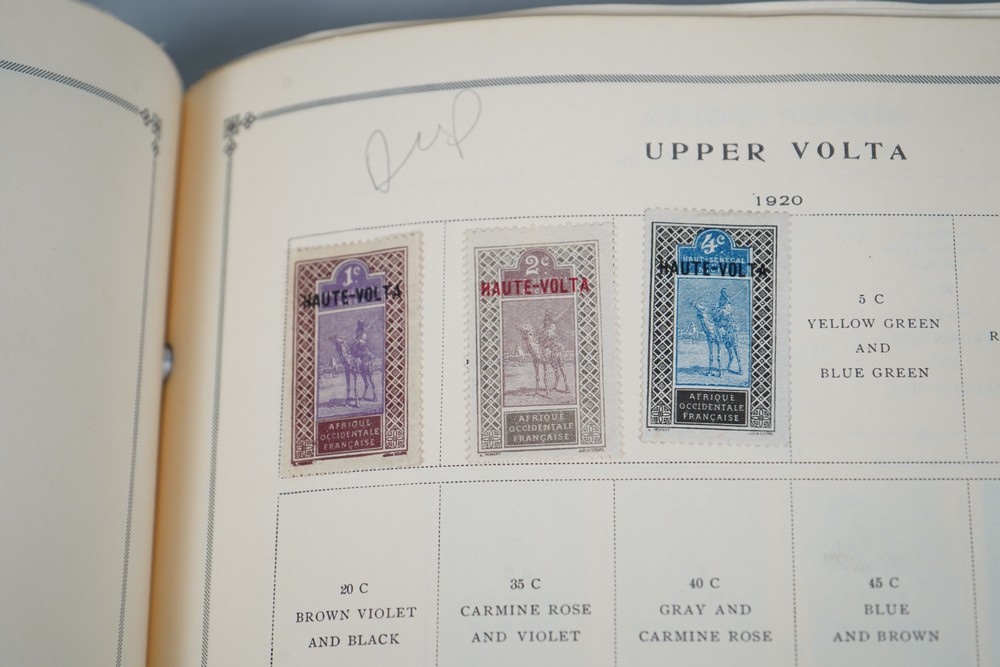 UPPER VOLTA
1920
1c
HAUTE-VOLTA
AFRIQUE
OCCIDENTALE
FRANÇAISE
2c
HAUTE-VOLTA
AFRIQUE
OCCIDENTALE
FRANÇAISE
4c
HAUT-SÉNÉGAL
HAUTE-VOLTA
AFRIQUE
OCCIDENTALE
FRANÇAISE
5 C
YELLOW GREEN
AND
BLUE GREEN
R
20 C
BROWN VIOLET
AND BLACK
35 C
CARMINE ROSE
AND VIOLET
40 C
GRAY AND
CARMINE ROSE
45 C
BLUE
AND BROWN